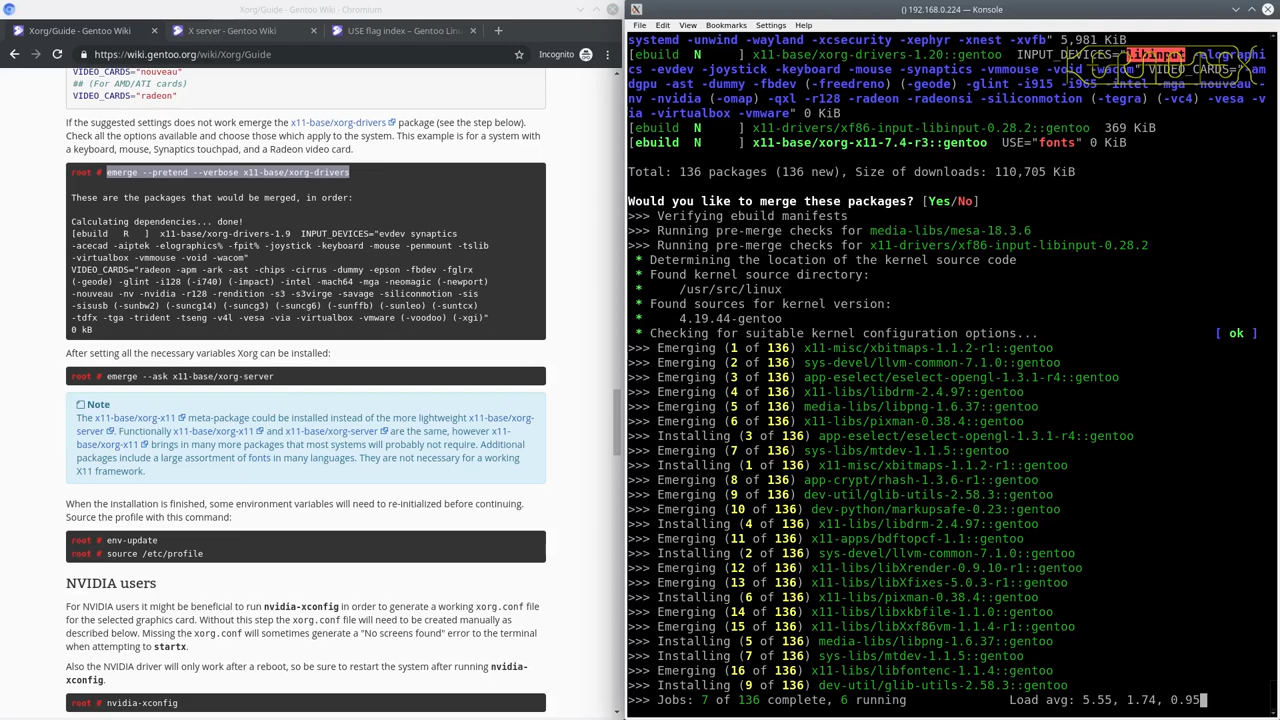 Xorg/Guide - Gentoo Wiki - Chromium
Xorg/Guide - Gentoo Wiki
X server - Gentoo Wiki
USE flag index – Gentoo Linu
https://wiki.gentoo.org/wiki/Xorg/Guide
Incognito
VIDEO_CARDS="nouveau"
## (For AMD/ATI cards)
VIDEO_CARDS="radeon"
If the suggested settings does not work emerge the x11-base/xorg-drivers package (see the step below).
Check all the options available and choose those which apply to the system. This example is for a system with
a keyboard, mouse, Synaptics touchpad, and a Radeon video card.
root # emerge --pretend --verbose x11-base/xorg-drivers
These are the packages that would be merged, in order:
Calculating dependencies... done!
[ebuild   R   ]  x11-base/xorg-drivers-1.9  INPUT_DEVICES="evdev synaptics
-acecad -aiptek -elographics% -fpit% -joystick -keyboard -mouse -penmount -tslib
-virtualbox -vmmouse -void -wacom"
VIDEO_CARDS="radeon -apm -ark -ast -chips -cirrus -dummy -epson -fbdev -fglrx
(-geode) -glint -i128 (-i740) (-impact) -intel -mach64 -mga -neomagic (-newport)
-nouveau -nv -nvidia -r128 -rendition -s3 -s3virge -savage -siliconmotion -sis
-sisusb (-sunbw2) (-suncg14) (-suncg3) (-suncg6) (-sunffb) (-sunleo) (-suntcx)
-tdfx -tga -trident -tseng -v4l -vesa -via -virtualbox -vmware (-voodoo) (-xgi)"
0 kB
After setting all the necessary variables Xorg can be installed:
root # emerge --ask x11-base/xorg-server
Note
The x11-base/xorg-x11 meta-package could be installed instead of the more lightweight x11-base/xorg-
server. Functionally x11-base/xorg-x11 and x11-base/xorg-server are the same, however x11-
base/xorg-x11 brings in many more packages that most systems will probably not require. Additional
packages include a large assortment of fonts in many languages. They are not necessary for a working
X11 framework.
When the installation is finished, some environment variables will need to re-initialized before continuing.
Source the profile with this command:
root # env-update
root # source /etc/profile
NVIDIA users
For NVIDIA users it might be beneficial to run nvidia-xconfig in order to generate a working xorg.conf file
for the selected graphics card. Without this step the xorg.conf file will need to be created manually as
described below. Missing the xorg.conf will sometimes generate a "No screens found" error to the terminal
when attempting to startx.
Also the NVIDIA driver will only work after a reboot, so be sure to restart the system after running nvidia-
xconfig.
root # nvidia-xconfig
() 192.168.0.224 — Konsole
File Edit View Bookmarks Settings Help
systemd -unwind -wayland -xcsecurity -xephyr -xnest -xvfb" 5,981 KiB
[ebuild  N     ] x11-base/xorg-drivers-1.20::gentoo  INPUT_DEVICES="libinput -elographi
cs -evdev -joystick -keyboard -mouse -synaptics -vmmouse -void -wacom" VIDEO_CARDS="-am
dgpu -ast -dummy -fbdev (-freedreno) (-geode) -glint -i915 -i965 -intel -mga -nouveau -
nv -nvidia (-omap) -qxl -r128 -radeon -radeonsi -siliconmotion (-tegra) (-vc4) -vesa -v
ia -virtualbox -vmware" 0 KiB
[ebuild  N     ] x11-drivers/xf86-input-libinput-0.28.2::gentoo  369 KiB
[ebuild  N     ] x11-base/xorg-x11-7.4-r3::gentoo  USE="fonts" 0 KiB
Total: 136 packages (136 new), Size of downloads: 110,705 KiB
Would you like to merge these packages? [Yes/No]
>>> Verifying ebuild manifests
>>> Running pre-merge checks for media-libs/mesa-18.3.6
>>> Running pre-merge checks for x11-drivers/xf86-input-libinput-0.28.2
* Determining the location of the kernel source code
* Found kernel source directory:
*     /usr/src/linux
* Found sources for kernel version:
*     4.19.44-gentoo
* Checking for suitable kernel configuration options... [ ok ]
>>> Emerging (1 of 136) x11-misc/xbitmaps-1.1.2-r1::gentoo
>>> Emerging (2 of 136) sys-devel/llvm-common-7.1.0::gentoo
>>> Emerging (3 of 136) app-eselect/eselect-opengl-1.3.1-r4::gentoo
>>> Emerging (4 of 136) x11-libs/libdrm-2.4.97::gentoo
>>> Emerging (5 of 136) media-libs/libpng-1.6.37::gentoo
>>> Emerging (6 of 136) x11-libs/pixman-0.38.4::gentoo
>>> Installing (3 of 136) app-eselect/eselect-opengl-1.3.1-r4::gentoo
>>> Emerging (7 of 136) sys-libs/mtdev-1.1.5::gentoo
>>> Installing (1 of 136) x11-misc/xbitmaps-1.1.2-r1::gentoo
>>> Emerging (8 of 136) app-crypt/rhash-1.3.6-r1::gentoo
>>> Emerging (9 of 136) dev-util/glib-utils-2.58.3::gentoo
>>> Emerging (10 of 136) dev-python/markupsafe-0.23::gentoo
>>> Installing (4 of 136) x11-libs/libdrm-2.4.97::gentoo
>>> Emerging (11 of 136) x11-apps/bdftopcf-1.1::gentoo
>>> Installing (2 of 136) sys-devel/llvm-common-7.1.0::gentoo
>>> Emerging (12 of 136) x11-libs/libXrender-0.9.10-r1::gentoo
>>> Emerging (13 of 136) x11-libs/libXfixes-5.0.3-r1::gentoo
>>> Installing (6 of 136) x11-libs/pixman-0.38.4::gentoo
>>> Emerging (14 of 136) x11-libs/libxkbfile-1.1.0::gentoo
>>> Emerging (15 of 136) x11-libs/libXxf86vm-1.1.4-r1::gentoo
>>> Installing (5 of 136) media-libs/libpng-1.6.37::gentoo
>>> Installing (7 of 136) sys-libs/mtdev-1.1.5::gentoo
>>> Emerging (16 of 136) x11-libs/libfontenc-1.1.4::gentoo
>>> Installing (9 of 136) dev-util/glib-utils-2.58.3::gentoo
>>> Jobs: 7 of 136 complete, 6 running               Load avg: 5.55, 1.74, 0.95